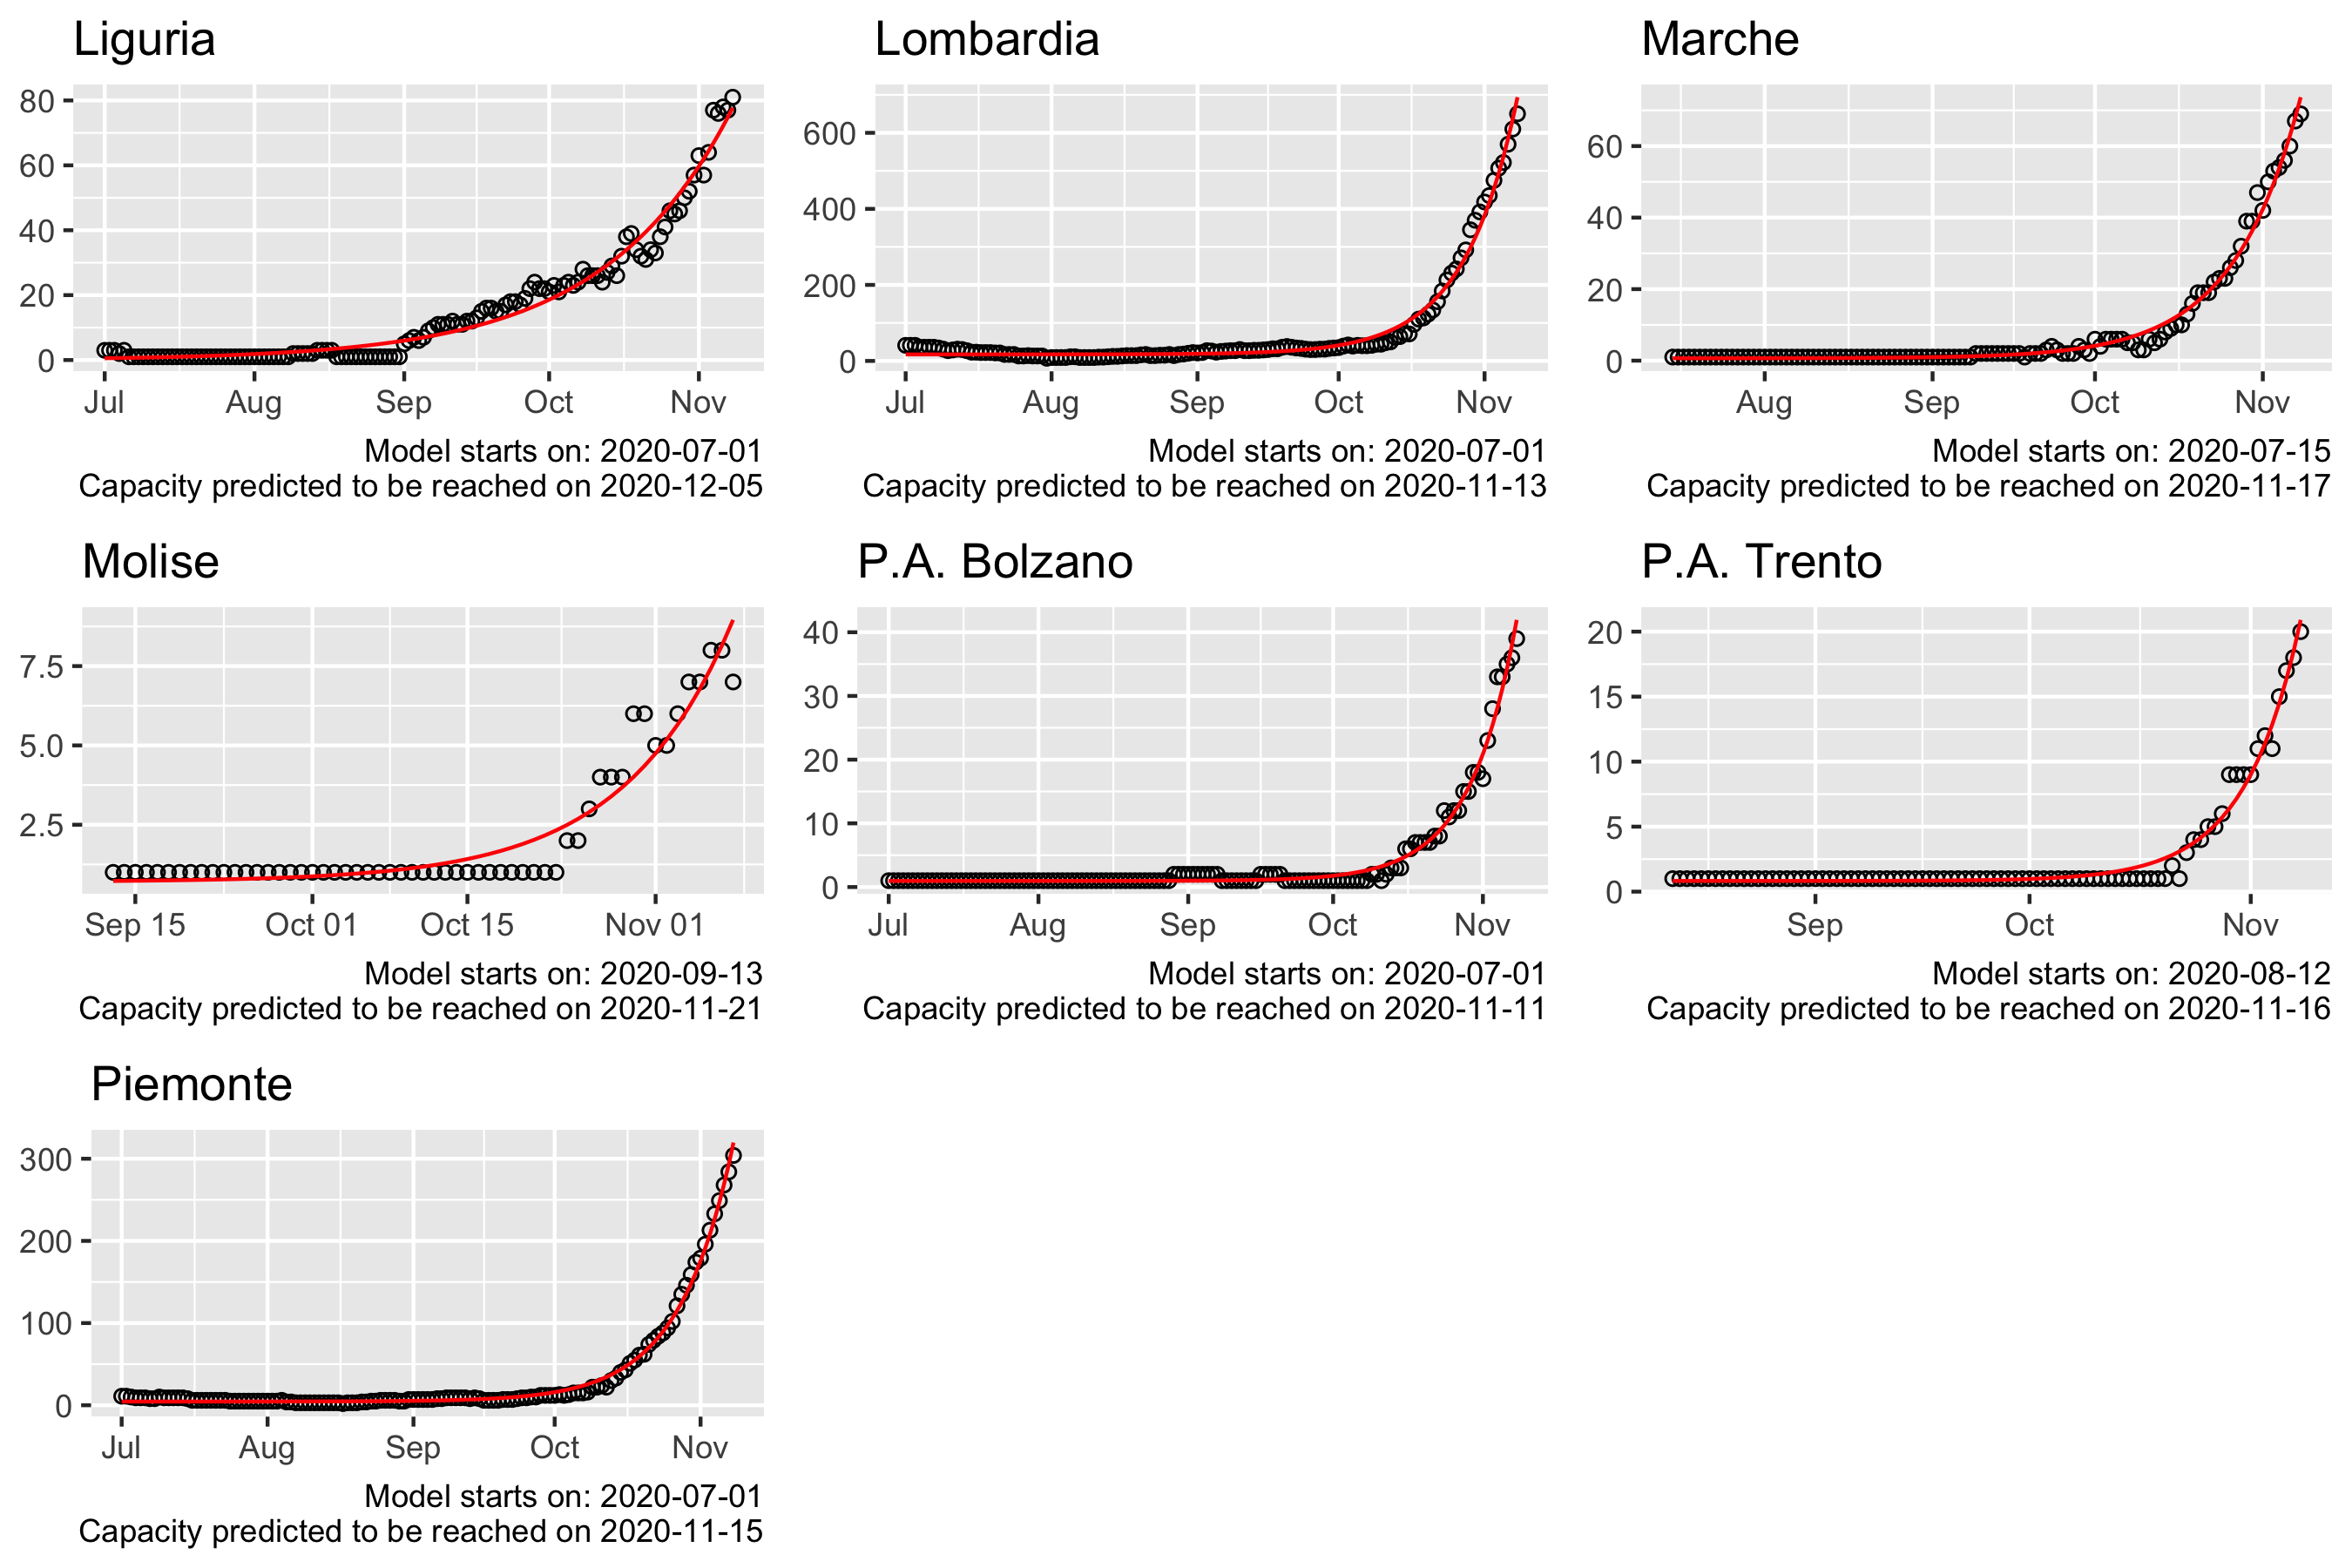 Liguria
80
60
40
20
0
Jul Aug Sep Oct Nov
Model starts on: 2020-07-01
Capacity predicted to be reached on 2020-12-05
Lombardia
600
400
200
0
Jul Aug Sep Oct Nov
Model starts on: 2020-07-01
Capacity predicted to be reached on 2020-11-13
Marche
60
40
20
0
Aug Sep Oct Nov
Model starts on: 2020-07-15
Capacity predicted to be reached on 2020-11-17
Molise
7.5
5.0
2.5
Sep 15 Oct 01 Oct 15 Nov 01
Model starts on: 2020-09-13
Capacity predicted to be reached on 2020-11-21
P.A. Bolzano
40
30
20
10
0
Jul Aug Sep Oct Nov
Model starts on: 2020-07-01
Capacity predicted to be reached on 2020-11-11
P.A. Trento
20
15
10
5
0
Sep Oct Nov
Model starts on: 2020-08-12
Capacity predicted to be reached on 2020-11-16
Piemonte
300
200
100
0
Jul Aug Sep Oct Nov
Model starts on: 2020-07-01
Capacity predicted to be reached on 2020-11-15